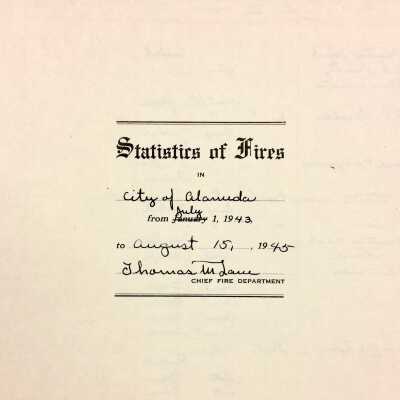 Statistics of Fires
IN
City of Alameda
July
from January 1, 1943.
to August 15, 1945
Thomas M Lane
CHIEF FIRE DEPARTMENT